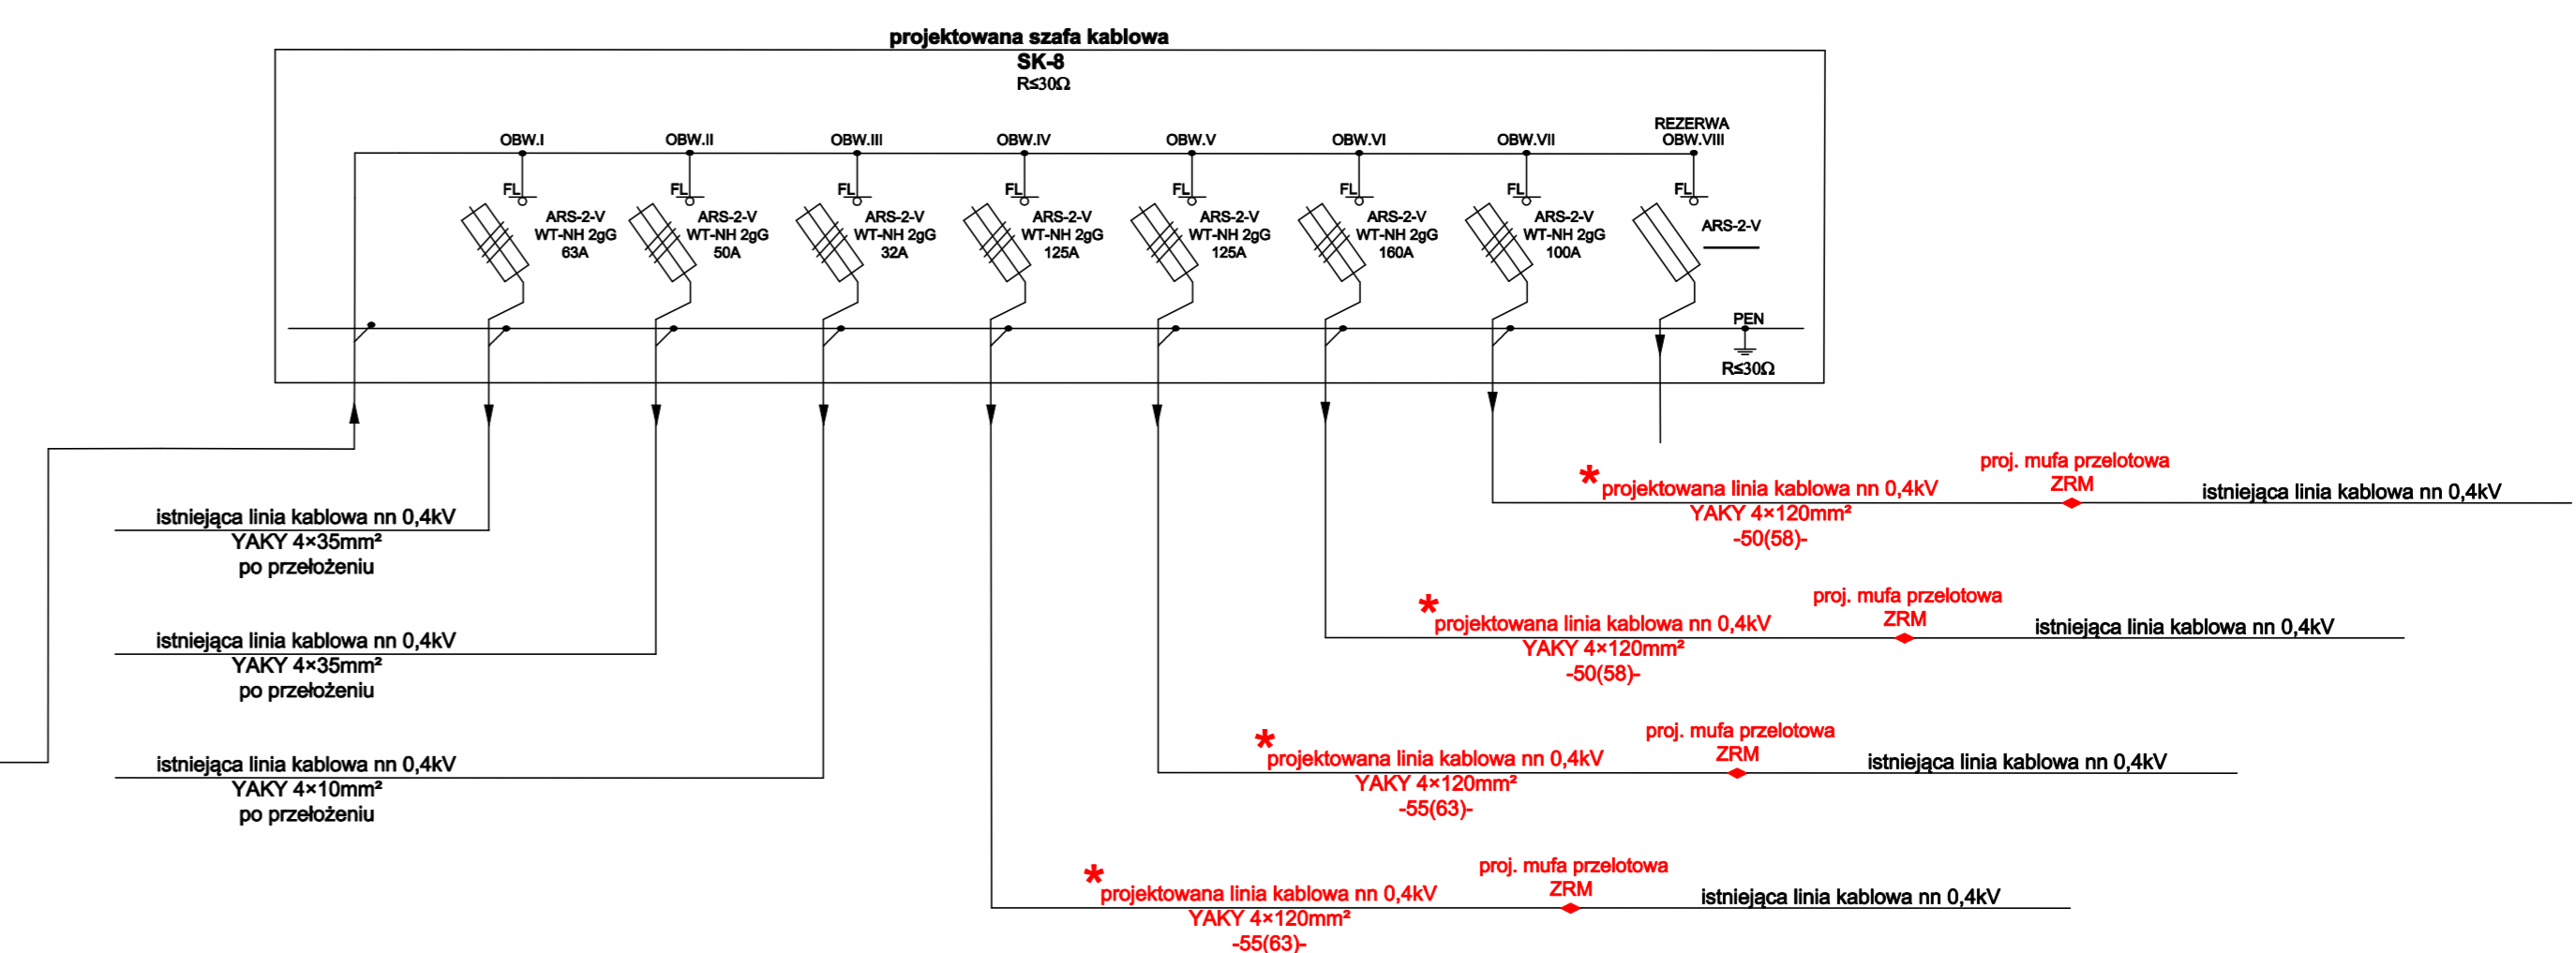 projektowana szafa kablowa
SK-8
R≤30Ω
OBW.I
OBW.II
OBW.III
OBW.IV
OBW.V
OBW.VI
OBW.VII
REZERWA
OBW.VIII
FL
FL
FL
FL
FL
FL
FL
FL
ARS-2-V
WT-NH 2gG
63A
ARS-2-V
WT-NH 2gG
50A
ARS-2-V
WT-NH 2gG
32A
ARS-2-V
WT-NH 2gG
125A
ARS-2-V
WT-NH 2gG
125A
ARS-2-V
WT-NH 2gG
160A
ARS-2-V
WT-NH 2gG
100A
ARS-2-V
PEN
R≤30Ω
istniejąca linia kablowa nn 0,4kV
YAKY 4×35mm²
po przełożeniu
istniejąca linia kablowa nn 0,4kV
YAKY 4×35mm²
po przełożeniu
istniejąca linia kablowa nn 0,4kV
YAKY 4×10mm²
po przełożeniu
* projektowana linia kablowa nn 0,4kV
YAKY 4×120mm²
-50(58)-
proj. mufa przelotowa
ZRM
istniejąca linia kablowa nn 0,4kV
* projektowana linia kablowa nn 0,4kV
YAKY 4×120mm²
-50(58)-
proj. mufa przelotowa
ZRM
istniejąca linia kablowa nn 0,4kV
* projektowana linia kablowa nn 0,4kV
YAKY 4×120mm²
-55(63)-
proj. mufa przelotowa
ZRM
istniejąca linia kablowa nn 0,4kV
* projektowana linia kablowa nn 0,4kV
YAKY 4×120mm²
-55(63)-
proj. mufa przelotowa
ZRM
istniejąca linia kablowa nn 0,4kV